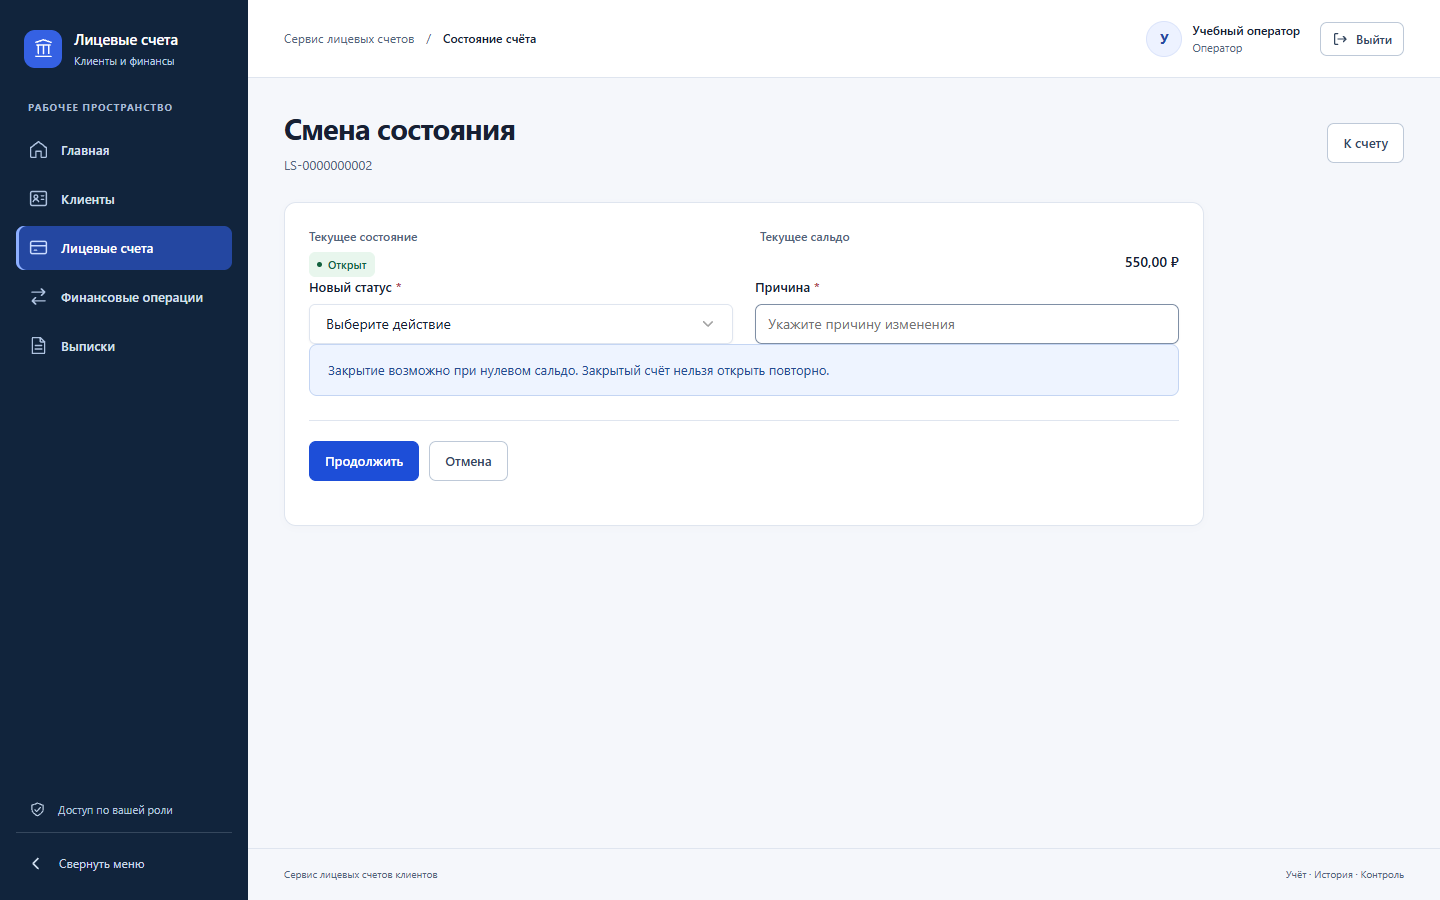 Лицевые счета
Клиенты и финансы
РАБОЧЕЕ ПРОСТРАНСТВО
Главная
Клиенты
Лицевые счета
Финансовые операции
Выписки
Доступ по вашей роли
Свернуть меню
Сервис лицевых счетов / Состояние счёта
У
Учебный оператор
Оператор
Выйти
Смена состояния
LS-0000000002
К счету
Текущее состояние
Открыт
Текущее сальдо
550,00 ₽
Новый статус *
Выберите действие
Причина *
Укажите причину изменения
Закрытие возможно при нулевом сальдо. Закрытый счёт нельзя открыть повторно.
Продолжить
Отмена
Сервис лицевых счетов клиентов
Учёт · История · Контроль